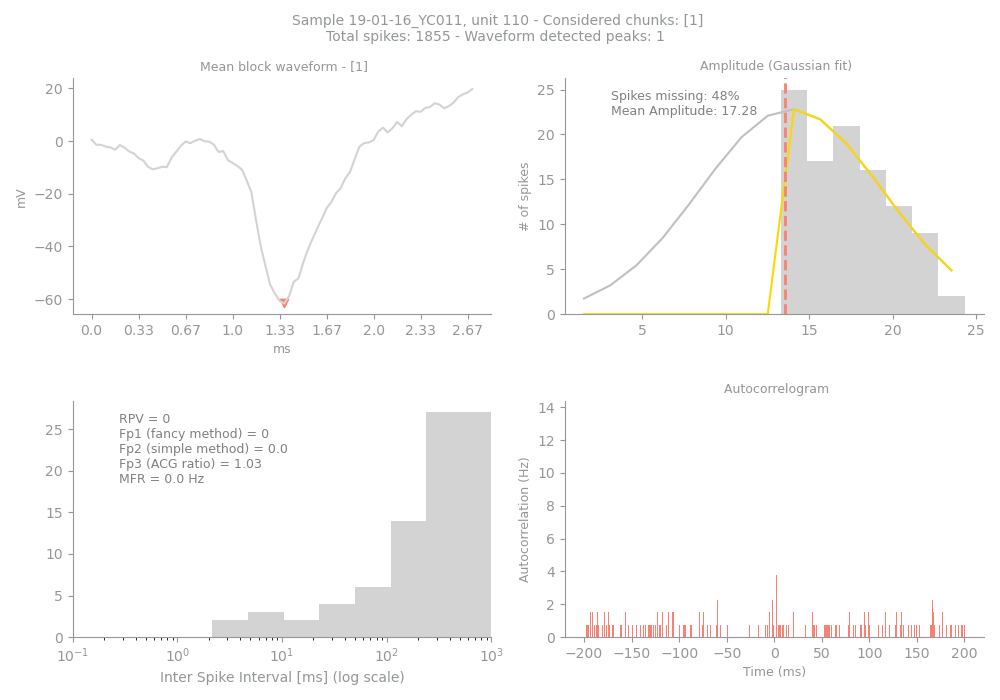 Sample 19-01-16_YC011, unit 110 - Considered chunks: [1]
Total spikes: 1855 - Waveform detected peaks: 1
Mean block waveform - [1]
20
0
−20
−40
−60
mV
0.0 0.33 0.67 1.0 1.33 1.67 2.0 2.33 2.67
ms
Amplitude (Gaussian fit)
Spikes missing: 48%
Mean Amplitude: 17.28
25
20
15
10
5
0
# of spikes
5 10 15 20 25
RPV = 0
Fp1 (fancy method) = 0
Fp2 (simple method) = 0.0
Fp3 (ACG ratio) = 1.03
MFR = 0.0 Hz
25
20
15
10
5
0
10⁻¹ 10⁰ 10¹ 10² 10³
Inter Spike Interval [ms] (log scale)
Autocorrelogram
14
12
10
8
6
4
2
0
Autocorrelation (Hz)
−200 −150 −100 −50 0 50 100 150 200
Time (ms)